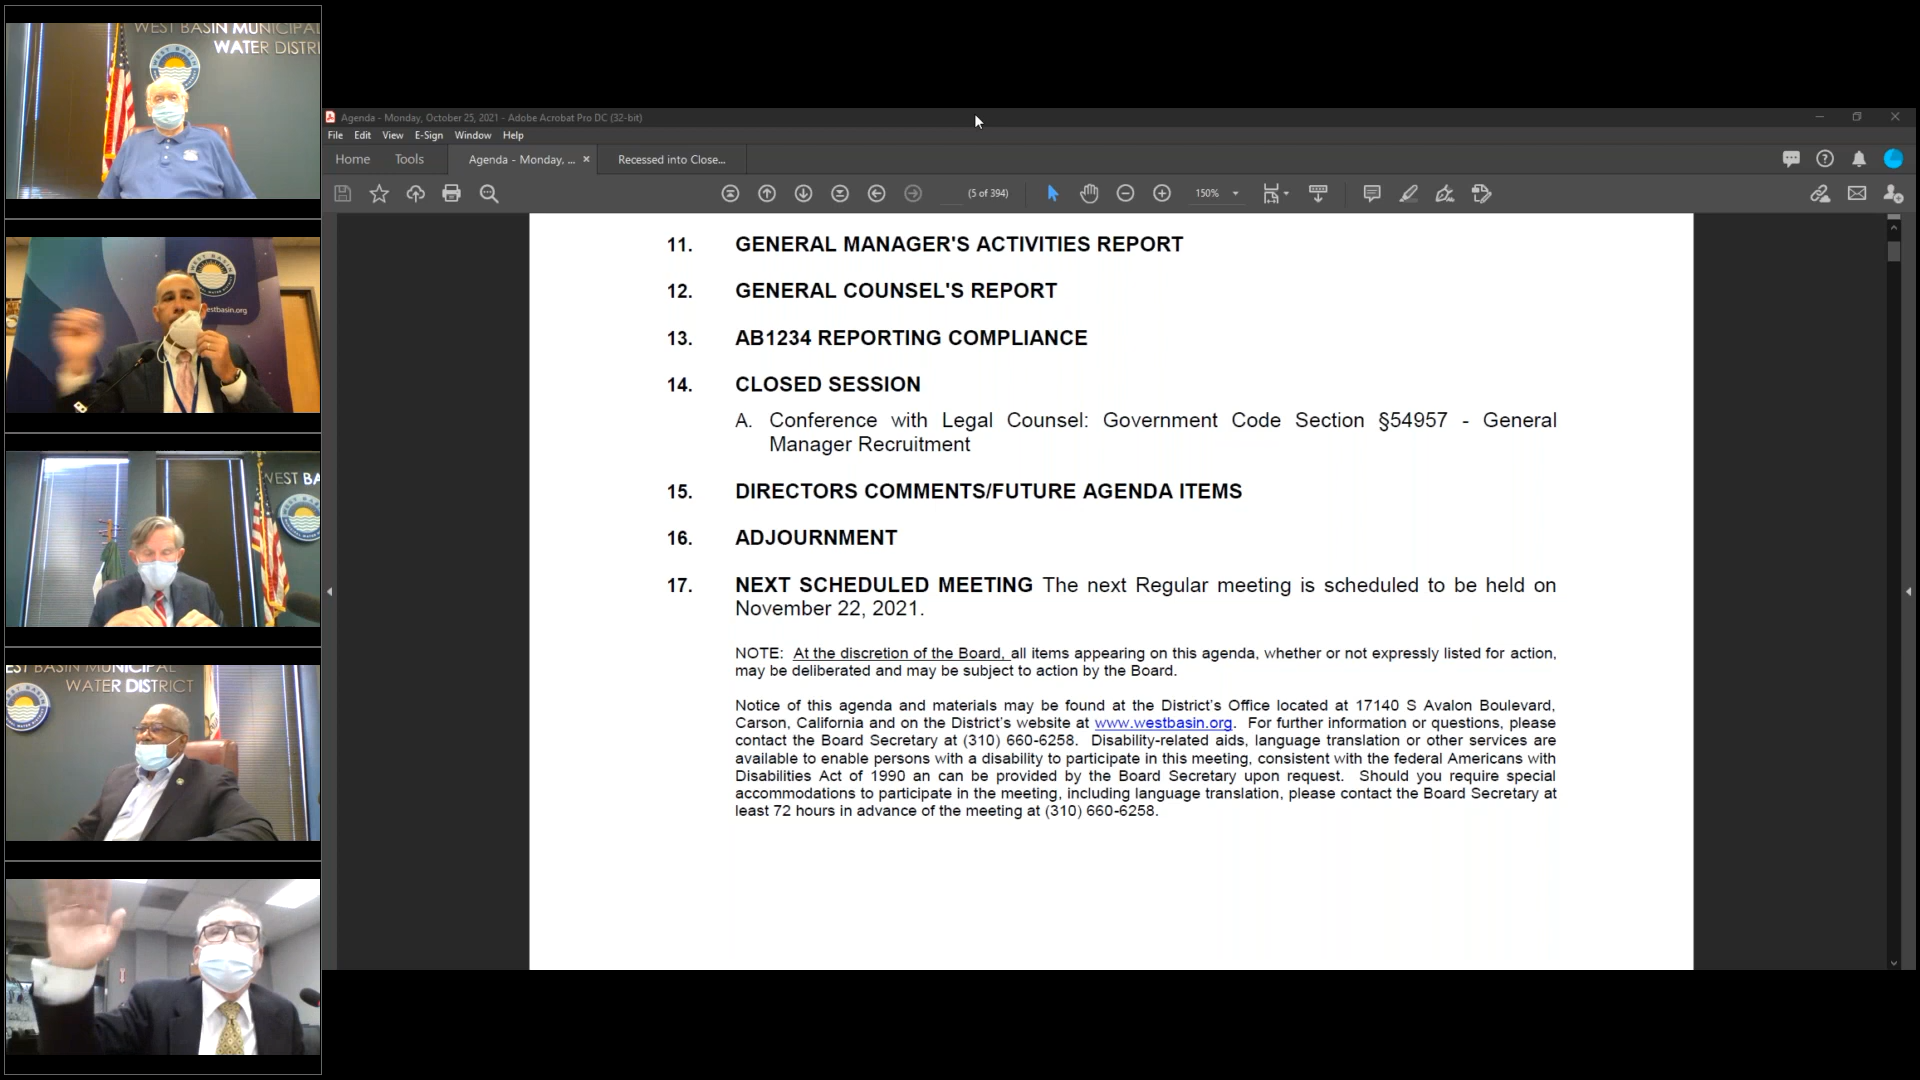 WEST BASIN MUNICIPAL
WATER DISTRI
WEST BASIN
estbasin.org
WEST BA
EST BASIN MUNICIPAL
WATER DISTRICT
Agenda - Monday, October 25, 2021 - Adobe Acrobat Pro DC (32-bit)
File Edit View E-Sign Window Help
Home Tools Agenda - Monday, ... × Recessed into Close...
(5 of 394) 150%
11. GENERAL MANAGER'S ACTIVITIES REPORT
12. GENERAL COUNSEL'S REPORT
13. AB1234 REPORTING COMPLIANCE
14. CLOSED SESSION
A. Conference with Legal Counsel: Government Code Section §54957 - General
Manager Recruitment
15. DIRECTORS COMMENTS/FUTURE AGENDA ITEMS
16. ADJOURNMENT
17. NEXT SCHEDULED MEETING The next Regular meeting is scheduled to be held on
November 22, 2021.
NOTE: At the discretion of the Board, all items appearing on this agenda, whether or not expressly listed for action,
may be deliberated and may be subject to action by the Board.
Notice of this agenda and materials may be found at the District's Office located at 17140 S Avalon Boulevard,
Carson, California and on the District's website at www.westbasin.org. For further information or questions, please
contact the Board Secretary at (310) 660-6258. Disability-related aids, language translation or other services are
available to enable persons with a disability to participate in this meeting, consistent with the federal Americans with
Disabilities Act of 1990 an can be provided by the Board Secretary upon request. Should you require special
accommodations to participate in the meeting, including language translation, please contact the Board Secretary at
least 72 hours in advance of the meeting at (310) 660-6258.